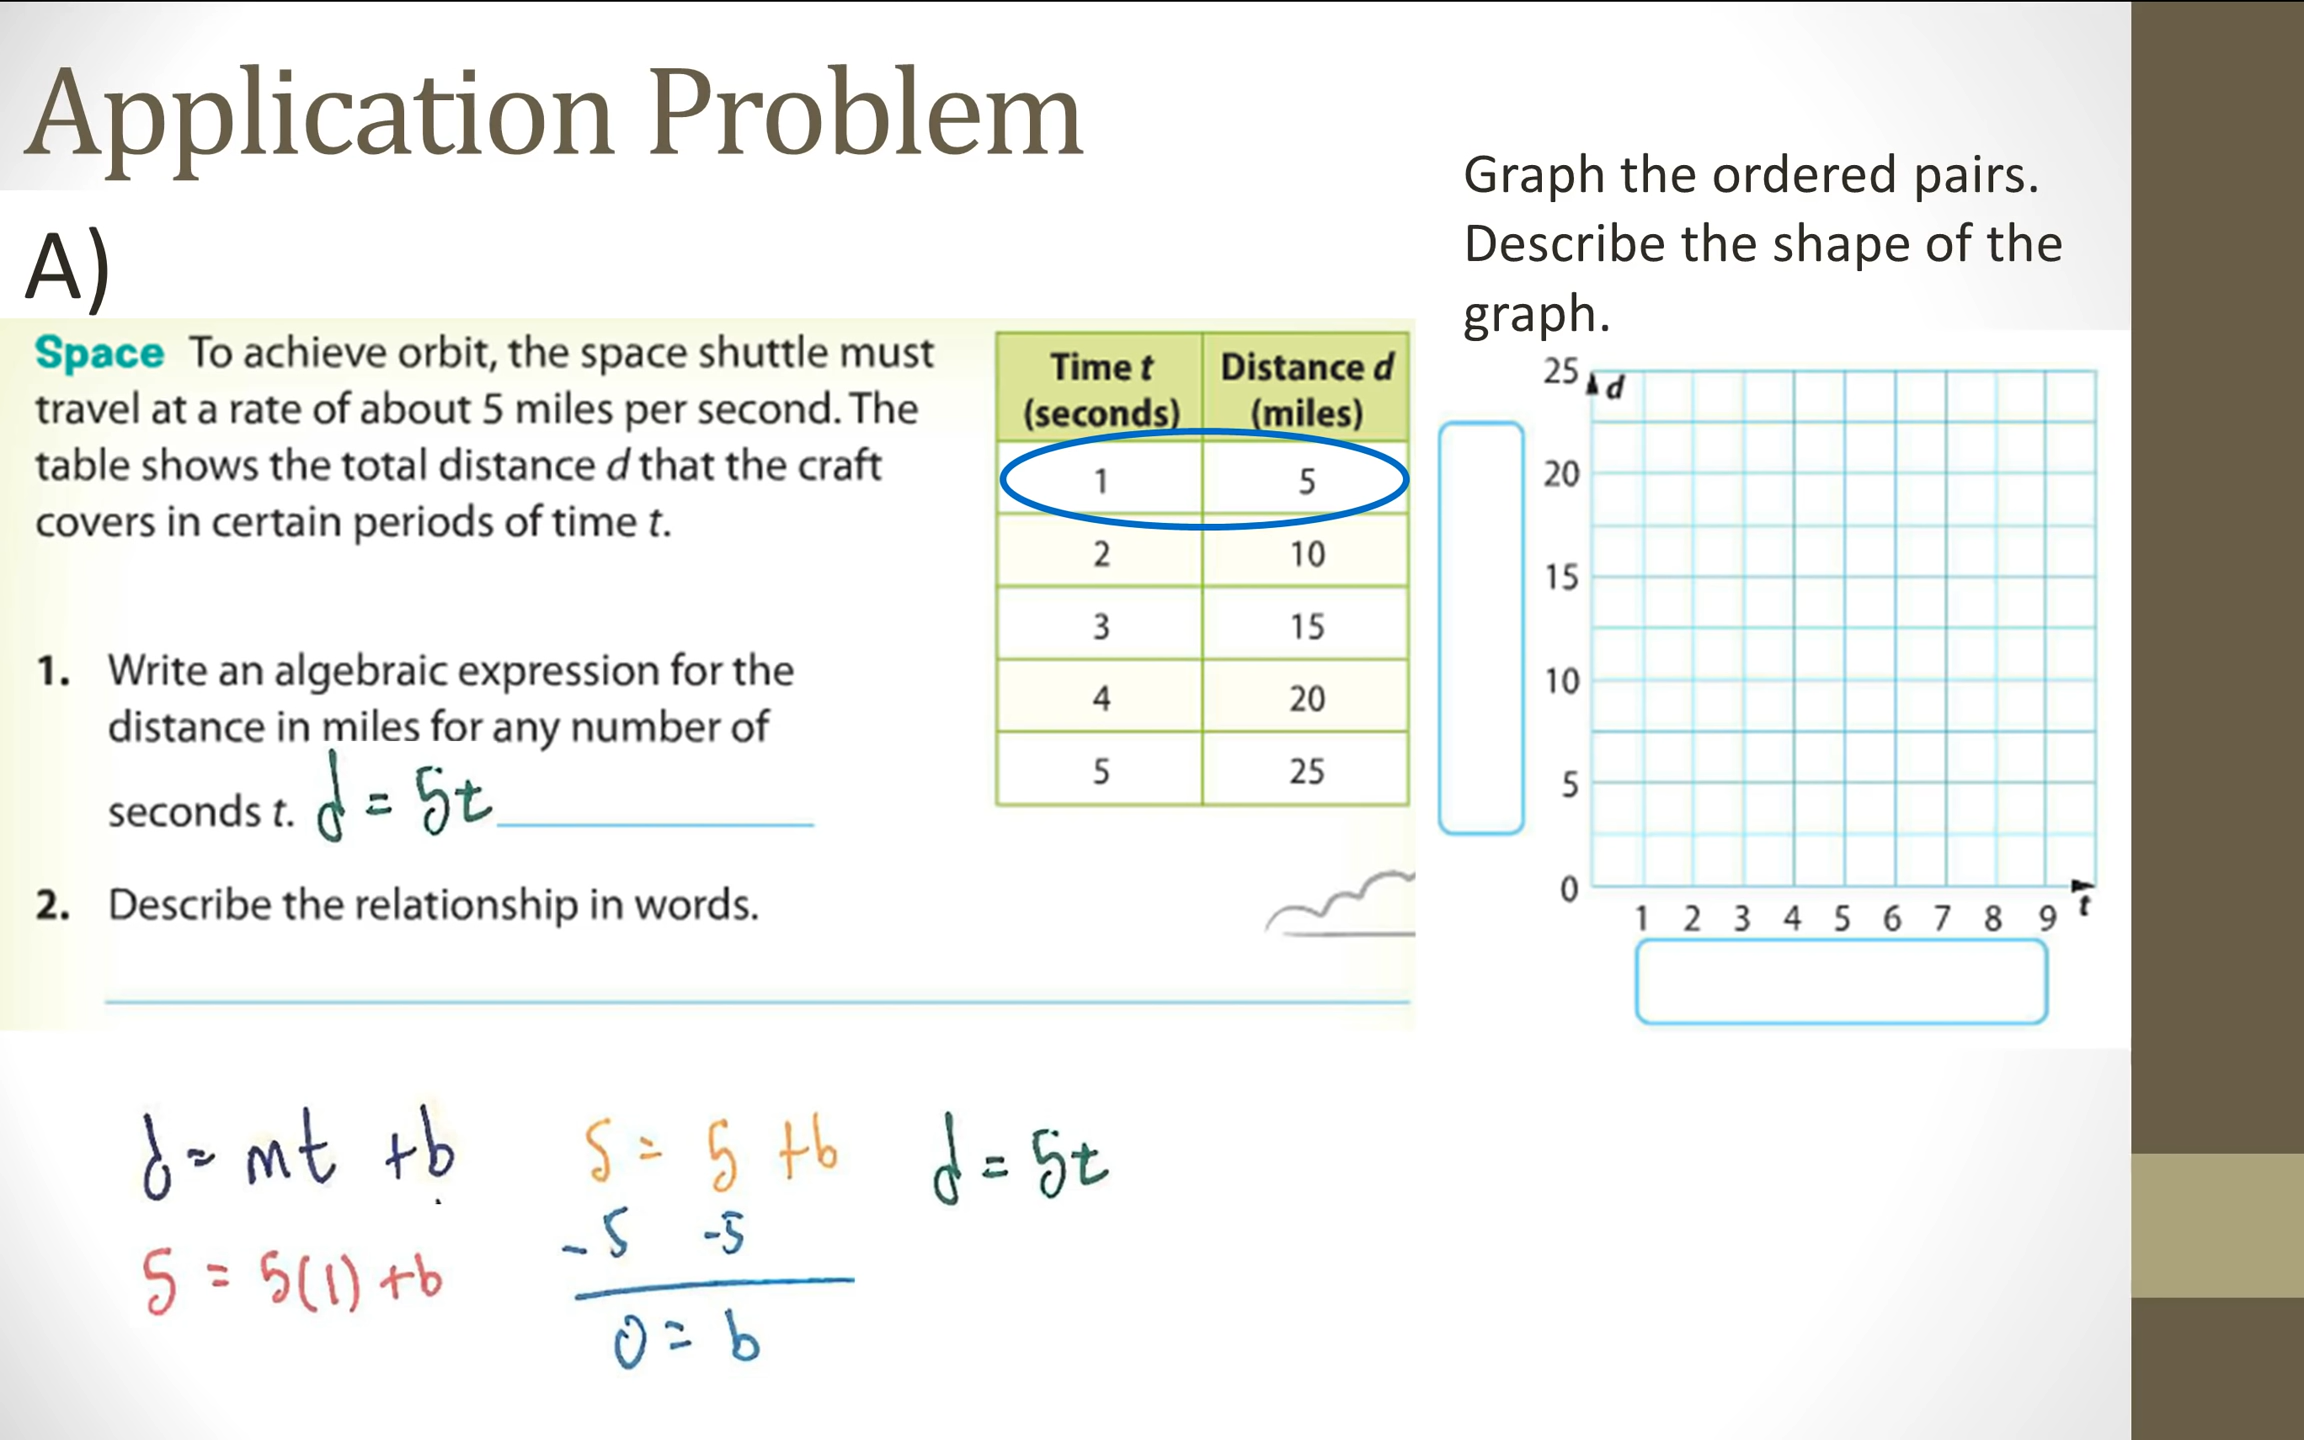 Application Problem
A)
Space To achieve orbit, the space shuttle must
travel at a rate of about 5 miles per second. The
table shows the total distance d that the craft
covers in certain periods of time t.
1. Write an algebraic expression for the
distance in miles for any number of
seconds t. d = 5t
2. Describe the relationship in words.
Time t (seconds) Distance d (miles)
1 5
2 10
3 15
4 20
5 25
Graph the ordered pairs.
Describe the shape of the
graph.
25 d
20
15
10
5
0
1 2 3 4 5 6 7 8 9 t
d = mt + b
5 = 5(1) + b
5 = 5 + b
-5 -5
0 = b
d = 5t